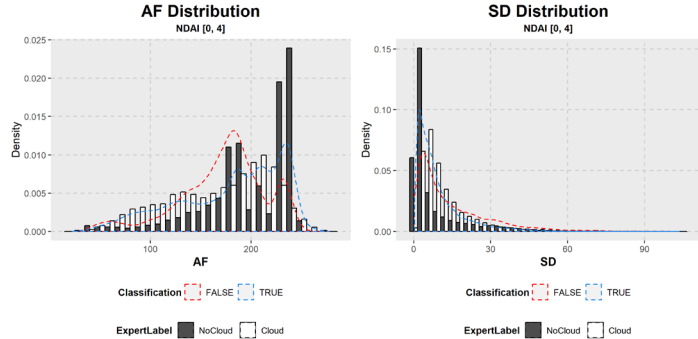 AF Distribution
NDAI [0, 4]
0.025
0.020
0.015
0.010
0.005
0.000
Density
100
200
AF
Classification FALSE TRUE
ExpertLabel NoCloud Cloud
SD Distribution
NDAI [0, 4]
0.15
0.10
0.05
0.00
Density
0
30
60
90
SD
Classification FALSE TRUE
ExpertLabel NoCloud Cloud